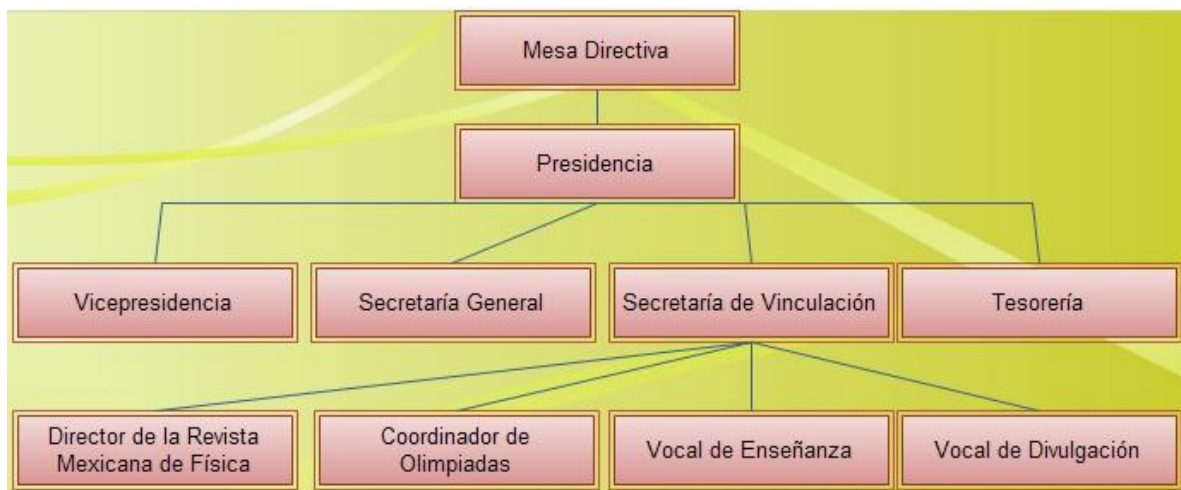 Mesa Directiva
Presidencia
Vicepresidencia
Secretaría General
Secretaría de Vinculación
Tesorería
Director de la Revista
Mexicana de Física
Coordinador de
Olimpiadas
Vocal de Enseñanza
Vocal de Divulgación